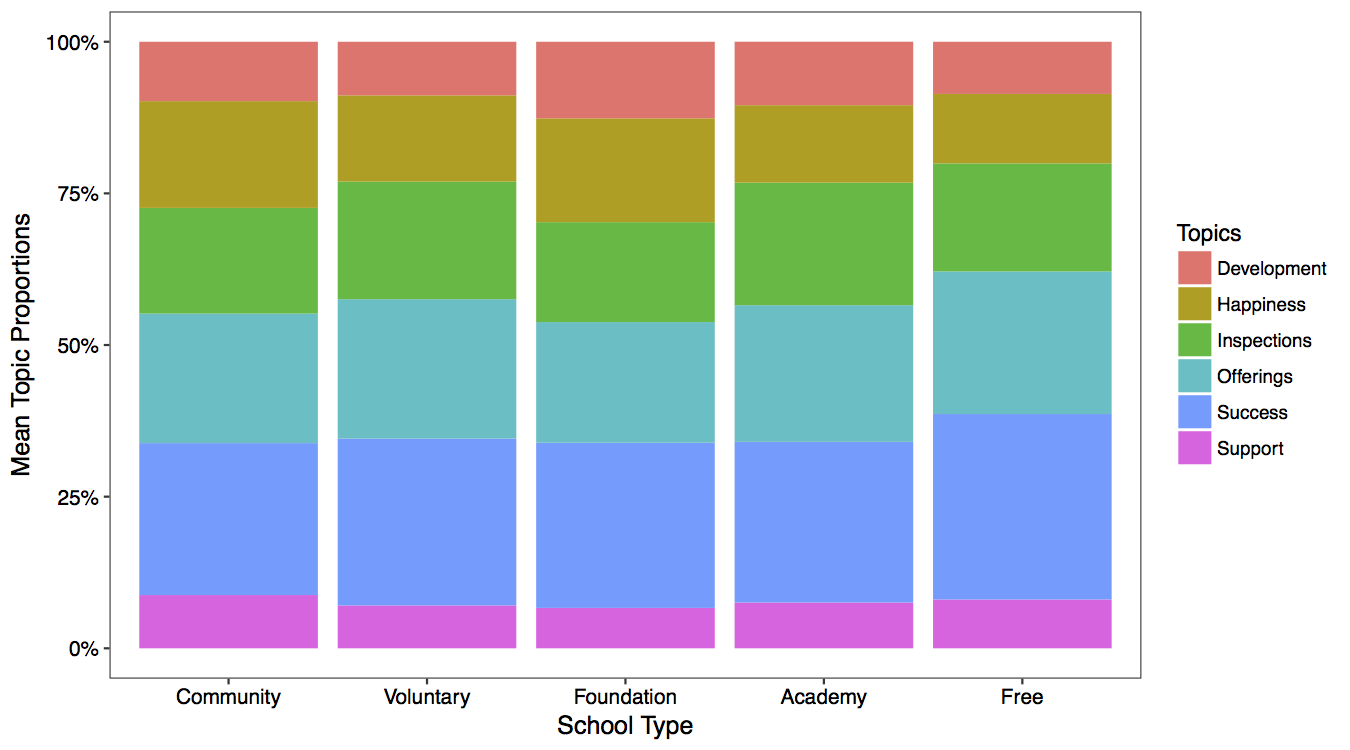 100%
75%
50%
25%
0%
Mean Topic Proportions
Community Voluntary Foundation Academy Free
School Type
Topics
Development
Happiness
Inspections
Offerings
Success
Support